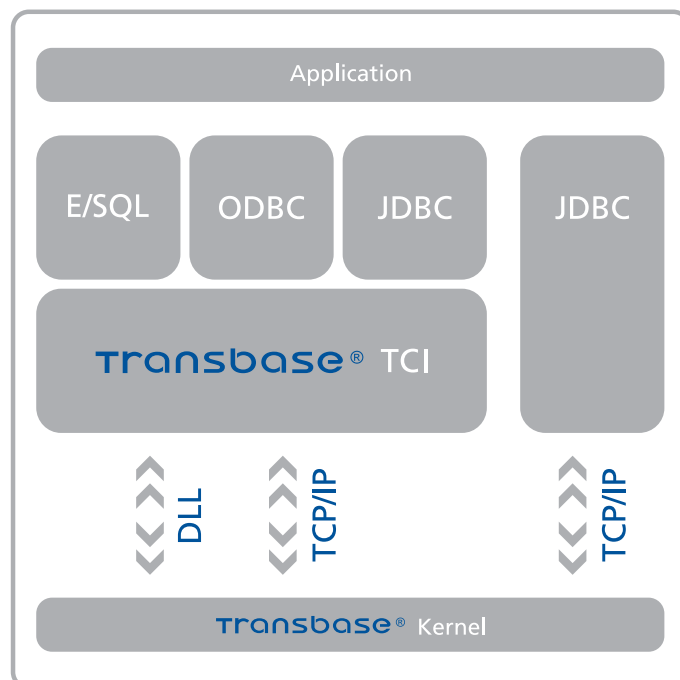 Application
E/SQL
ODBC
JDBC
JDBC
Transbase® TCI
DLL
TCP/IP
TCP/IP
Transbase® Kernel